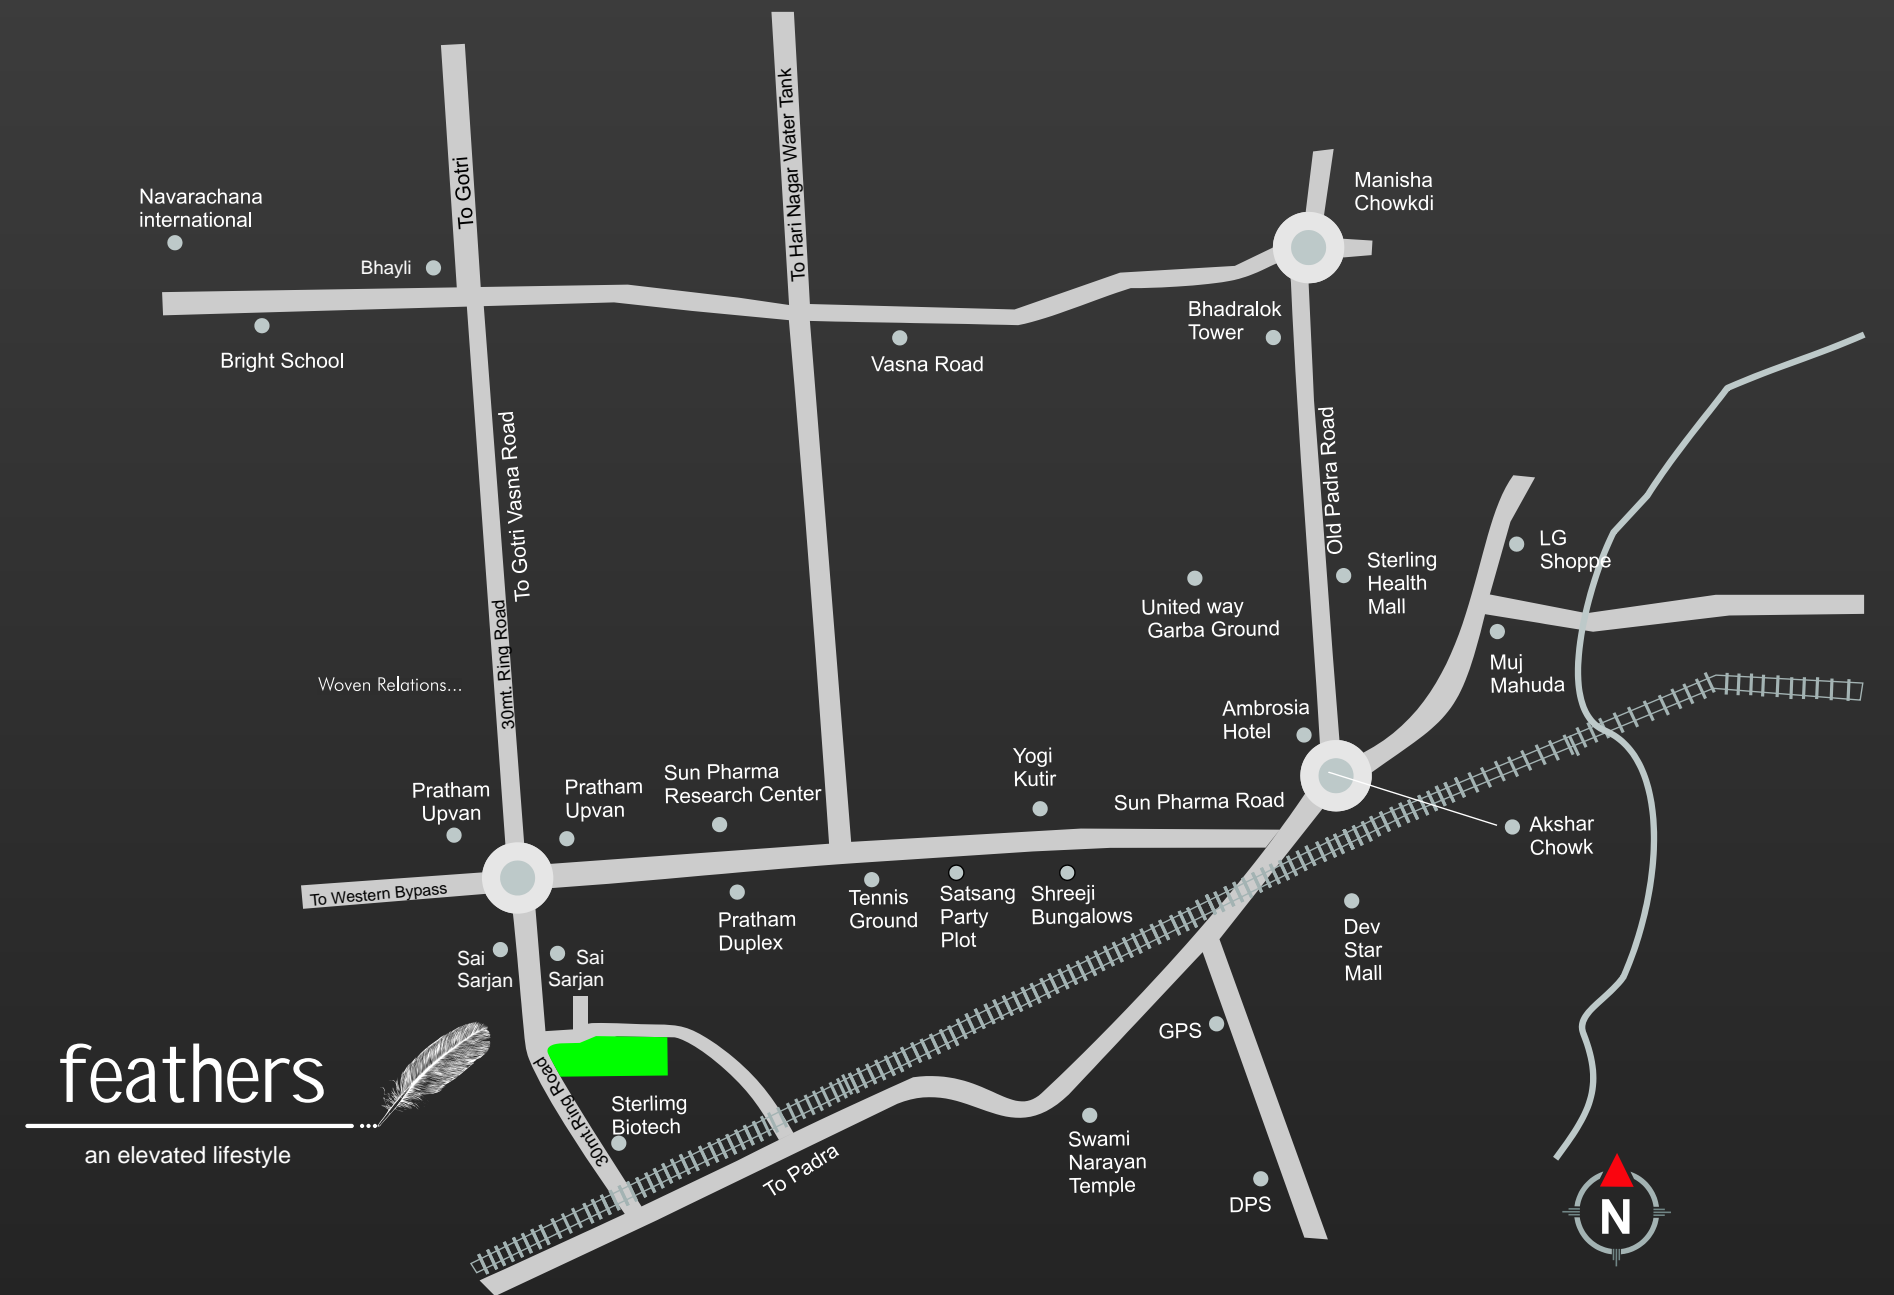 To Gotri
To Hari Nagar Water Tank
Manisha
Chowkdi
Navarachana
international
Bhayli
Bright School
Vasna Road
Bhadralok
Tower
To Gotri Vasna Road
Old Padra Road
LG
Shoppe
Sterling
Health
Mall
United way
Garba Ground
30mt. Ring Road
Woven Relations...
Muj
Mahuda
Ambrosia
Hotel
Pratham
Upvan
Pratham
Upvan
Sun Pharma
Research Center
Yogi
Kutir
Sun Pharma Road
Akshar
Chowk
To Western Bypass
Pratham
Duplex
Tennis
Ground
Satsang
Party
Plot
Shreeji
Bungalows
Dev
Star
Mall
Sai
Sarjan
Sai
Sarjan
GPS
30mt.Ring Road
Sterlimg
Biotech
To Padra
Swami
Narayan
Temple
DPS
feathers
an elevated lifestyle
N